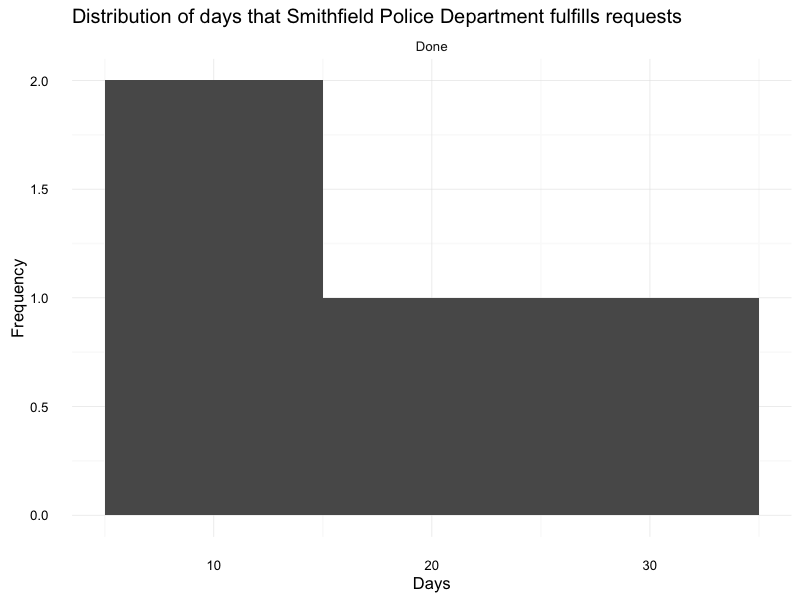 Distribution of days that Smithfield Police Department fulfills requests
Done
2.0
1.5
1.0
0.5
0.0
Frequency
10 20 30
Days